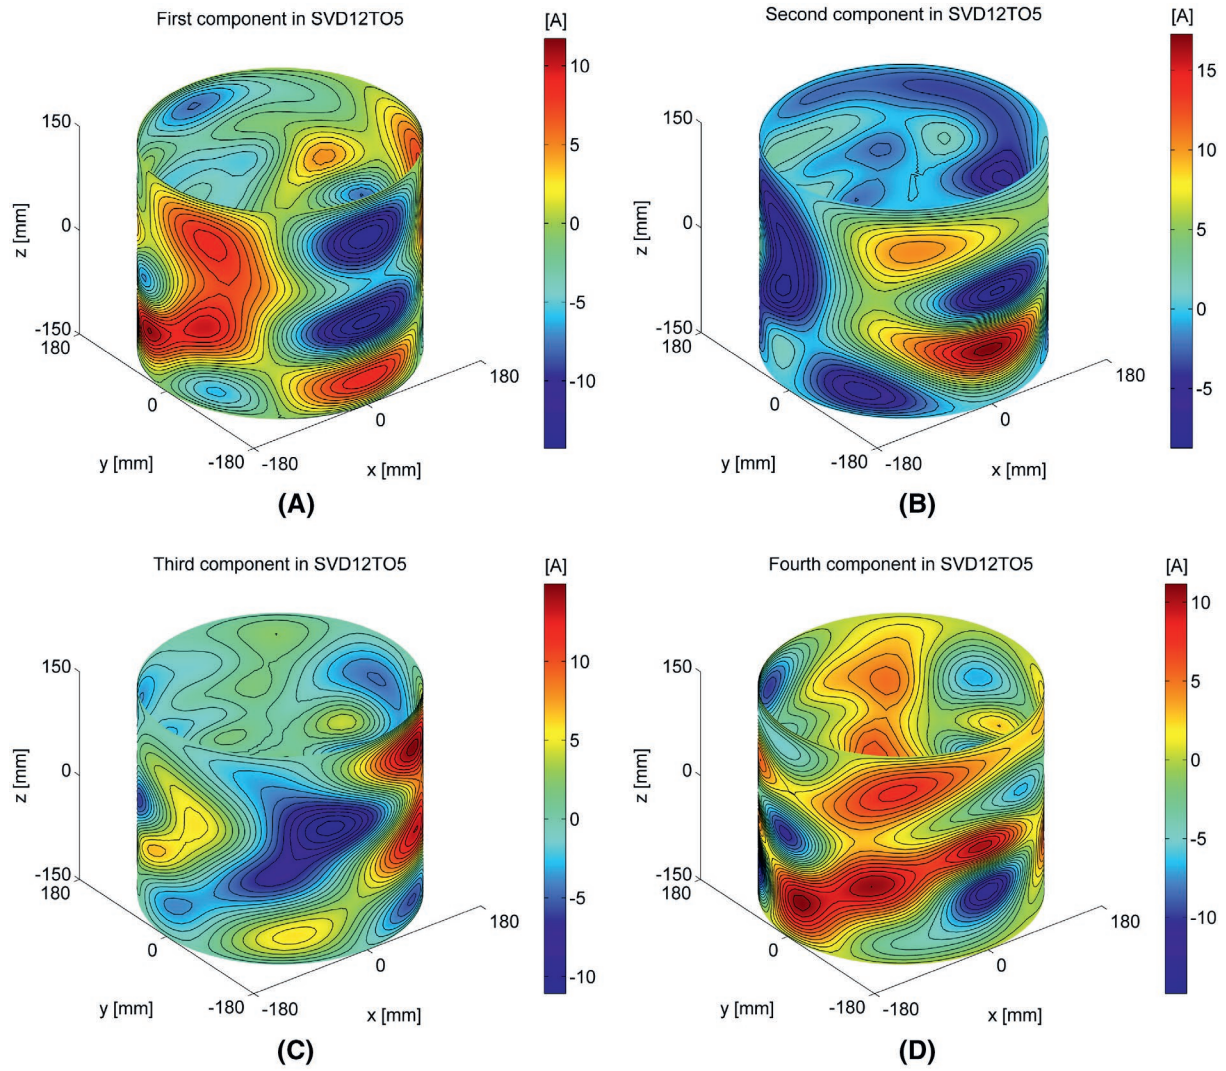 First component in SVD12TO5
[A]
10
5
0
-5
-10
150
0
-150
180
0
-180
-180
0
180
z [mm]
y [mm]
x [mm]
(A)
Second component in SVD12TO5
[A]
15
10
5
0
-5
150
0
-150
180
0
-180
-180
0
180
z [mm]
y [mm]
x [mm]
(B)
Third component in SVD12TO5
[A]
10
5
0
-5
-10
150
0
-150
180
0
-180
-180
0
180
z [mm]
y [mm]
x [mm]
(C)
Fourth component in SVD12TO5
[A]
10
5
0
-10
150
0
-150
180
0
-180
-180
0
180
z [mm]
y [mm]
x [mm]
(D)